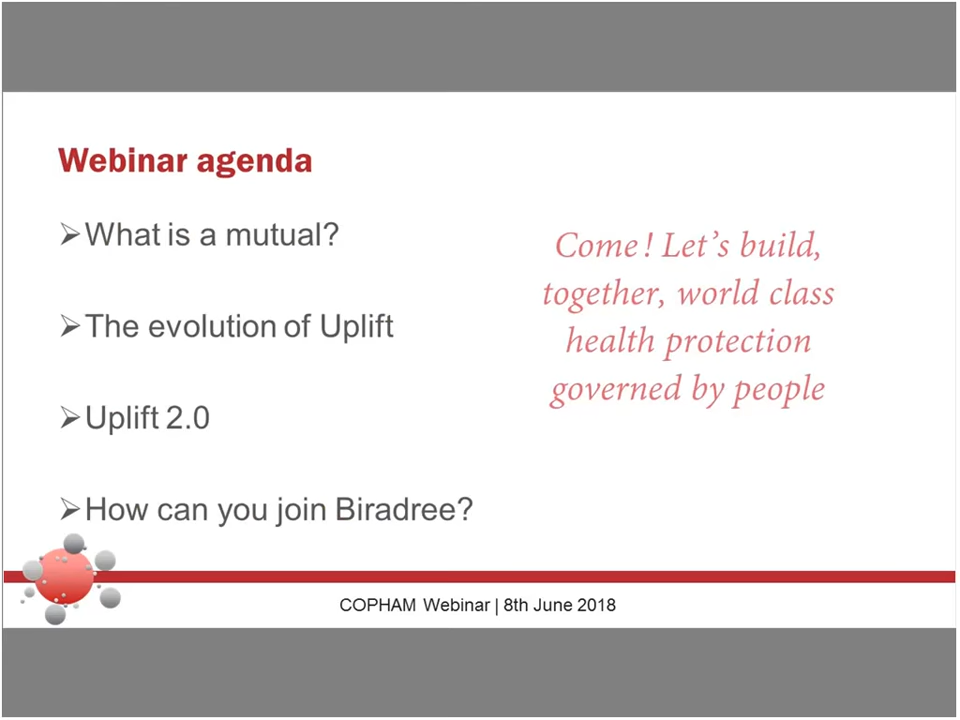 Webinar agenda
➢What is a mutual?
➢The evolution of Uplift
➢Uplift 2.0
➢How can you join Biradree?
Come! Let’s build,
together, world class
health protection
governed by people
COPHAM Webinar | 8th June 2018